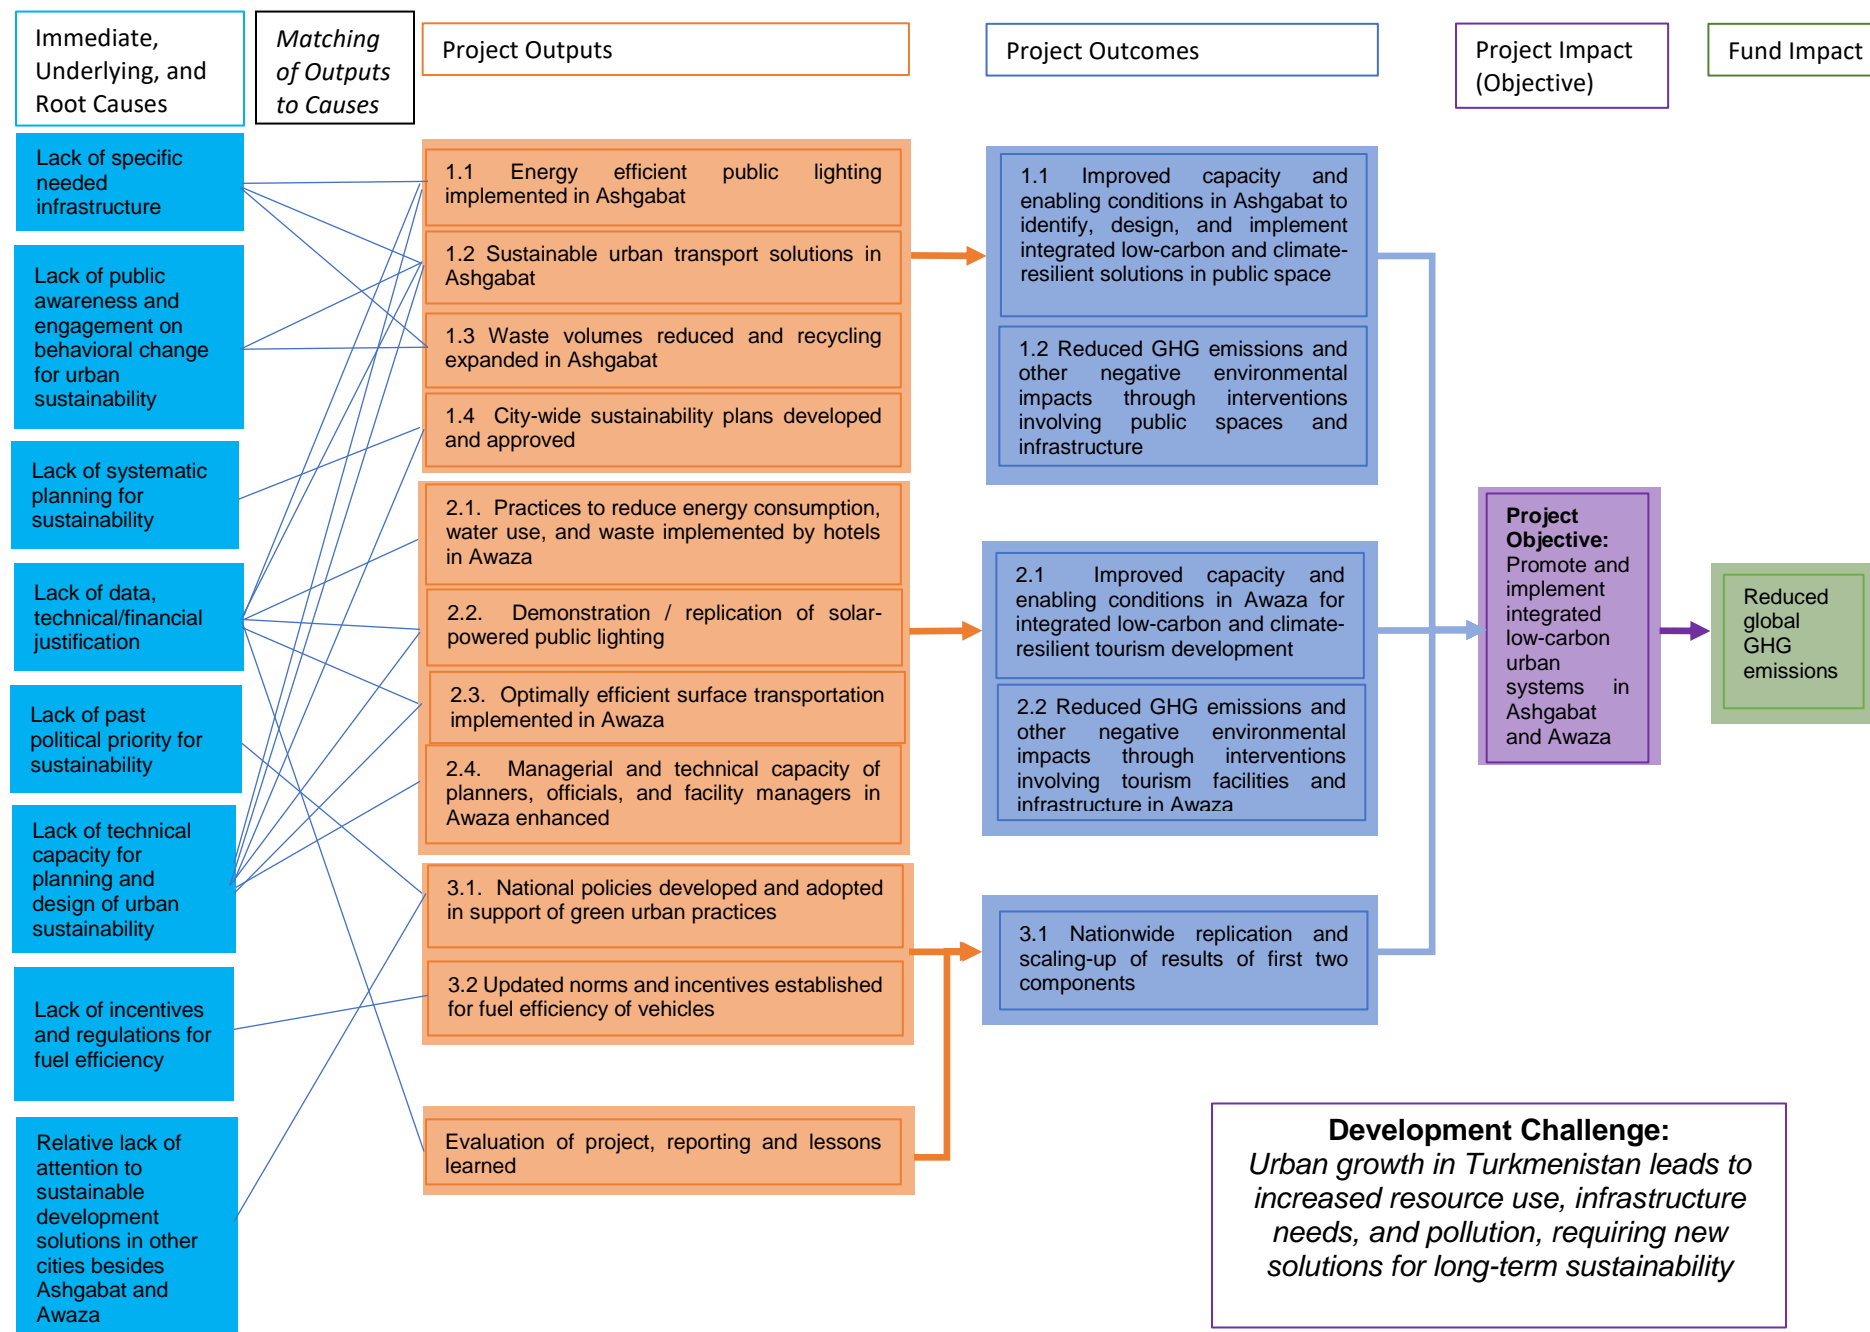 Immediate,
Underlying, and
Root Causes
Matching
of Outputs
to Causes
Project Outputs
Project Outcomes
Project Impact
(Objective)
Fund Impact
Lack of specific
needed
infrastructure
Lack of public
awareness and
engagement on
behavioral change
for urban
sustainability
Lack of systematic
planning for
sustainability
Lack of data,
technical/financial
justification
Lack of past
political priority for
sustainability
Lack of technical
capacity for
planning and
design of urban
sustainability
Lack of incentives
and regulations for
fuel efficiency
Relative lack of
attention to
sustainable
development
solutions in other
cities besides
Ashgabat and
Awaza
1.1 Energy efficient public lighting
implemented in Ashgabat
1.2 Sustainable urban transport solutions in
Ashgabat
1.3 Waste volumes reduced and recycling
expanded in Ashgabat
1.4 City-wide sustainability plans developed
and approved
2.1. Practices to reduce energy consumption,
water use, and waste implemented by hotels
in Awaza
2.2. Demonstration / replication of solar-
powered public lighting
2.3. Optimally efficient surface transportation
implemented in Awaza
2.4. Managerial and technical capacity of
planners, officials, and facility managers in
Awaza enhanced
3.1. National policies developed and adopted
in support of green urban practices
3.2 Updated norms and incentives established
for fuel efficiency of vehicles
Evaluation of project, reporting and lessons
learned
1.1 Improved capacity and
enabling conditions in Ashgabat to
identify, design, and implement
integrated low-carbon and climate-
resilient solutions in public space
1.2 Reduced GHG emissions and
other negative environmental
impacts through interventions
involving public spaces and
infrastructure
2.1 Improved capacity and
enabling conditions in Awaza for
integrated low-carbon and climate-
resilient tourism development
2.2 Reduced GHG emissions and
other negative environmental
impacts through interventions
involving tourism facilities and
infrastructure in Awaza
3.1 Nationwide replication and
scaling-up of results of first two
components
Project
Objective:
Promote and
implement
integrated
low-carbon
urban
systems in
Ashgabat
and Awaza
Reduced
global
GHG
emissions
Development Challenge:
Urban growth in Turkmenistan leads to
increased resource use, infrastructure
needs, and pollution, requiring new
solutions for long-term sustainability